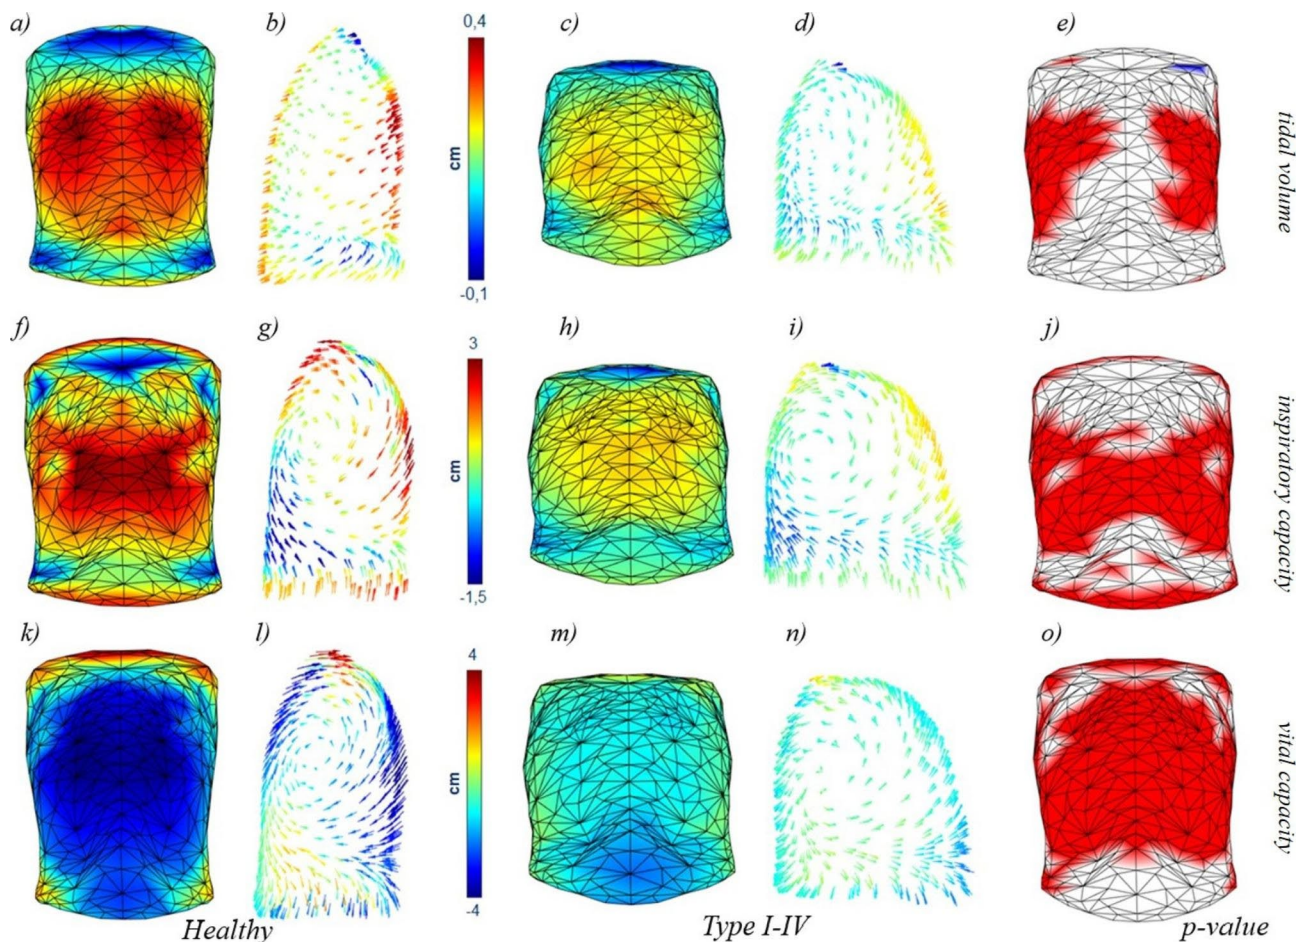 a)
b)
0,4
c)
d)
e)
cm
-0,1
tidal volume
f)
g)
3
h)
i)
j)
cm
-1,5
inspiratory capacity
k)
l)
4
m)
n)
o)
cm
-4
vital capacity
Healthy
Type I-IV
p-value